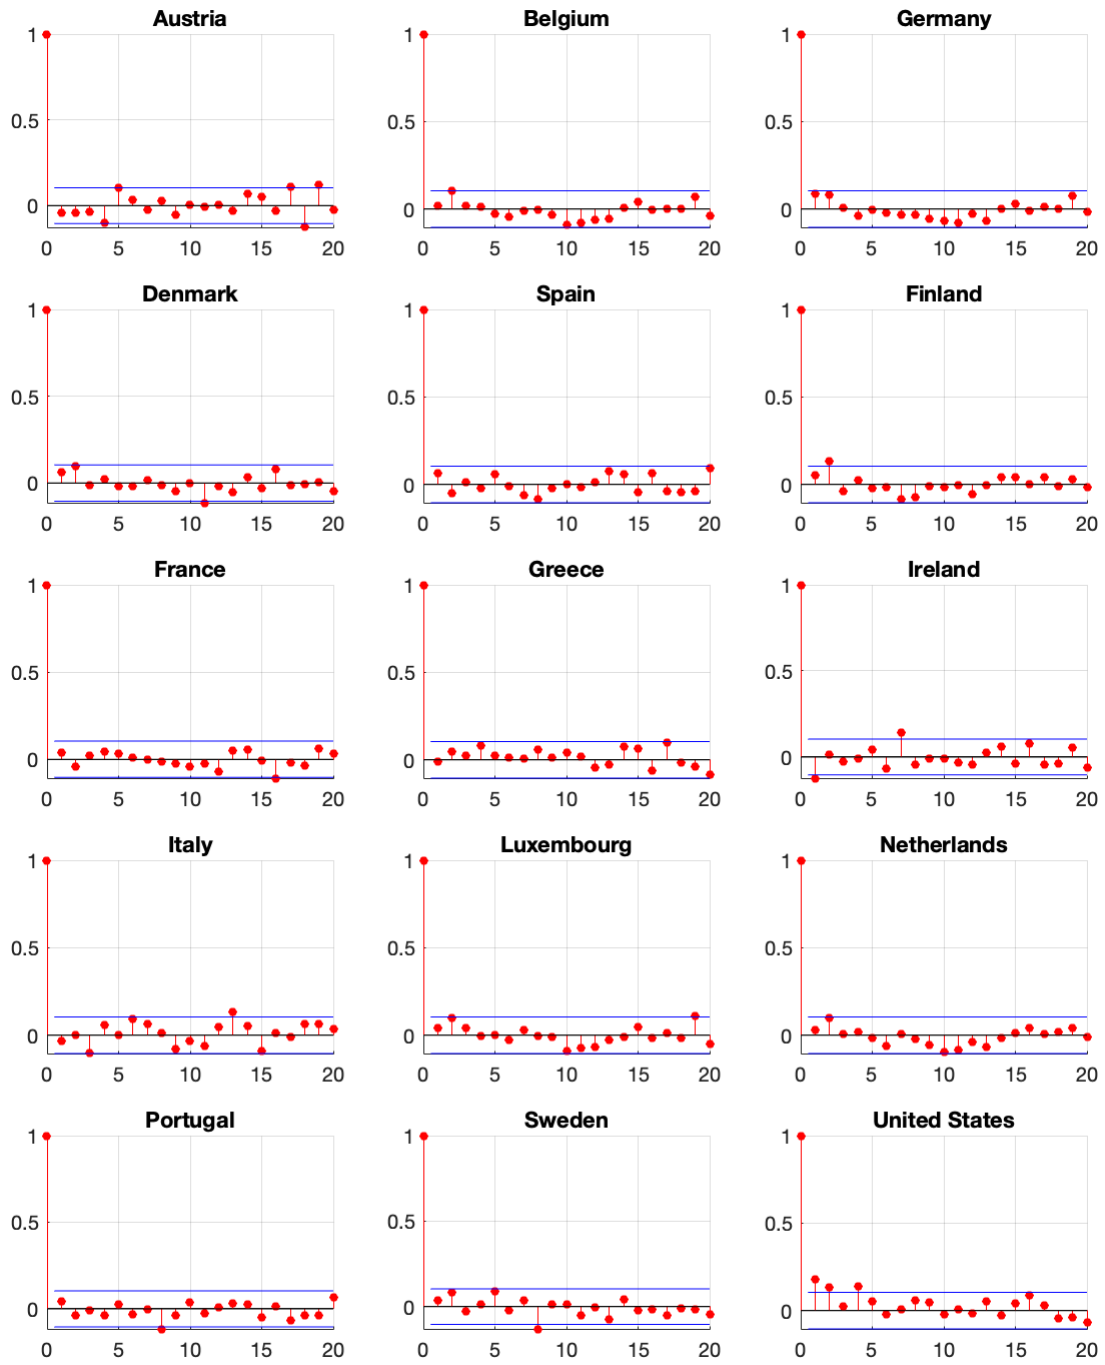 Austria Belgium Germany
1 1 1
0.5 0.5 0.5
0 0 0
0 5 10 15 20 0 5 10 15 20 0 5 10 15 20
Denmark Spain Finland
1 1 1
0.5 0.5 0.5
0 0 0
0 5 10 15 20 0 5 10 15 20 0 5 10 15 20
France Greece Ireland
1 1 1
0.5 0.5 0.5
0 0 0
0 5 10 15 20 0 5 10 15 20 0 5 10 15 20
Italy Luxembourg Netherlands
1 1 1
0.5 0.5 0.5
0 0 0
0 5 10 15 20 0 5 10 15 20 0 5 10 15 20
Portugal Sweden United States
1 1 1
0.5 0.5 0.5
0 0 0
0 5 10 15 20 0 5 10 15 20 0 5 10 15 20